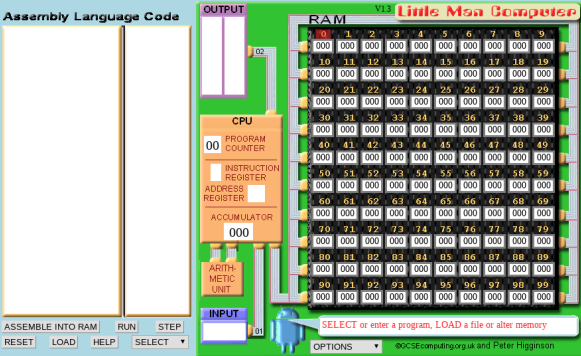 Assembly Language Code
OUTPUT
V1.3
Little Man Computer
RAM
0 1 2 3 4 5 6 7 8 9
000 000 000 000 000 000 000 000 000 000
10 11 12 13 14 15 16 17 18 19
000 000 000 000 000 000 000 000 000 000
20 21 22 23 24 25 26 27 28 29
000 000 000 000 000 000 000 000 000 000
30 31 32 33 34 35 36 37 38 39
000 000 000 000 000 000 000 000 000 000
40 41 42 43 44 45 46 47 48 49
000 000 000 000 000 000 000 000 000 000
50 51 52 53 54 55 56 57 58 59
000 000 000 000 000 000 000 000 000 000
60 61 62 63 64 65 66 67 68 69
000 000 000 000 000 000 000 000 000 000
70 71 72 73 74 75 76 77 78 79
000 000 000 000 000 000 000 000 000 000
80 81 82 83 84 85 86 87 88 89
000 000 000 000 000 000 000 000 000 000
90 91 92 93 94 95 96 97 98 99
000 000 000 000 000 000 000 000 000 000
02
CPU
00
PROGRAM
COUNTER
INSTRUCTION
REGISTER
ADDRESS
REGISTER
ACCUMULATOR
000
ARITH-
METIC
UNIT
INPUT
01
SELECT or enter a program, LOAD a file or alter memory
OPTIONS
©GCSEcomputing.org.uk and Peter Higginson
ASSEMBLE INTO RAM
RUN
STEP
RESET
LOAD
HELP
SELECT